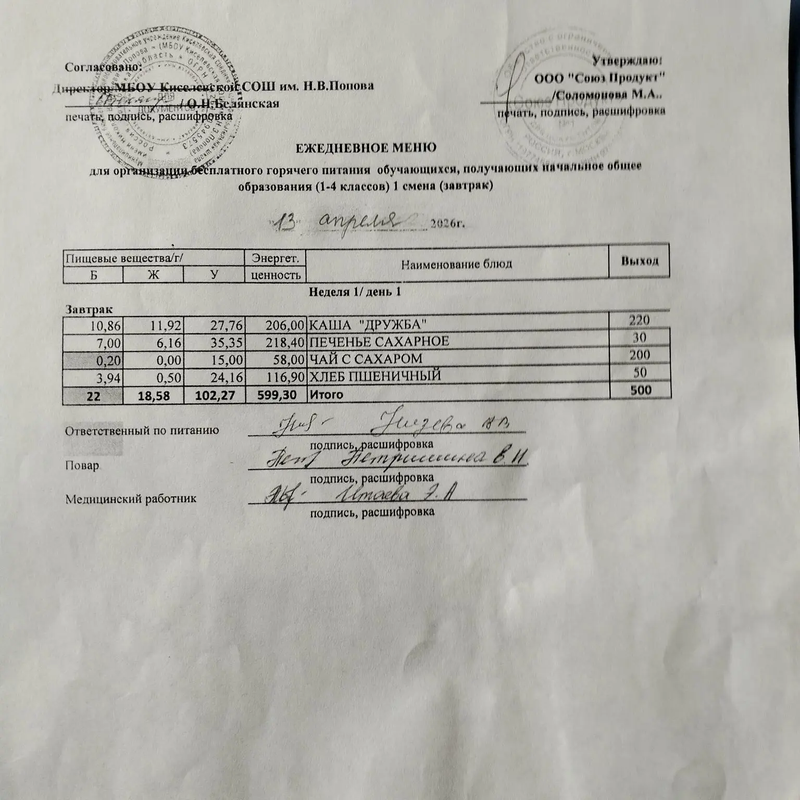 Согласовано:
Утверждаю:
Директор МБОУ Киселевской СОШ им. Н.В.Попова
ООО "Союз Продукт"
/О.Н.Белянская
/Соломонова М.А..
печать, подпись, расшифровка
печать, подпись, расшифровка
ЕЖЕДНЕВНОЕ МЕНЮ
для организации бесплатного горячего питания обучающихся, получающих начальное общее
образования (1-4 классов) 1 смена (завтрак)
"13" апреля 2026г.
Пищевые вещества/г/ Энергет. ценность Наименование блюд Выход
Б Ж У
Неделя 1/ день 1
Завтрак
10,86 11,92 27,76 206,00 КАША "ДРУЖБА" 220
7,00 6,16 35,35 218,40 ПЕЧЕНЬЕ САХАРНОЕ 30
0,20 0,00 15,00 58,00 ЧАЙ С САХАРОМ 200
3,94 0,50 24,16 116,90 ХЛЕБ ПШЕНИЧНЫЙ 50
22 18,58 102,27 599,30 Итого 500
Ответственный по питанию
подпись, расшифровка
Повар Петришина В.И.
подпись, расшифровка
Медицинский работник
подпись, расшифровка